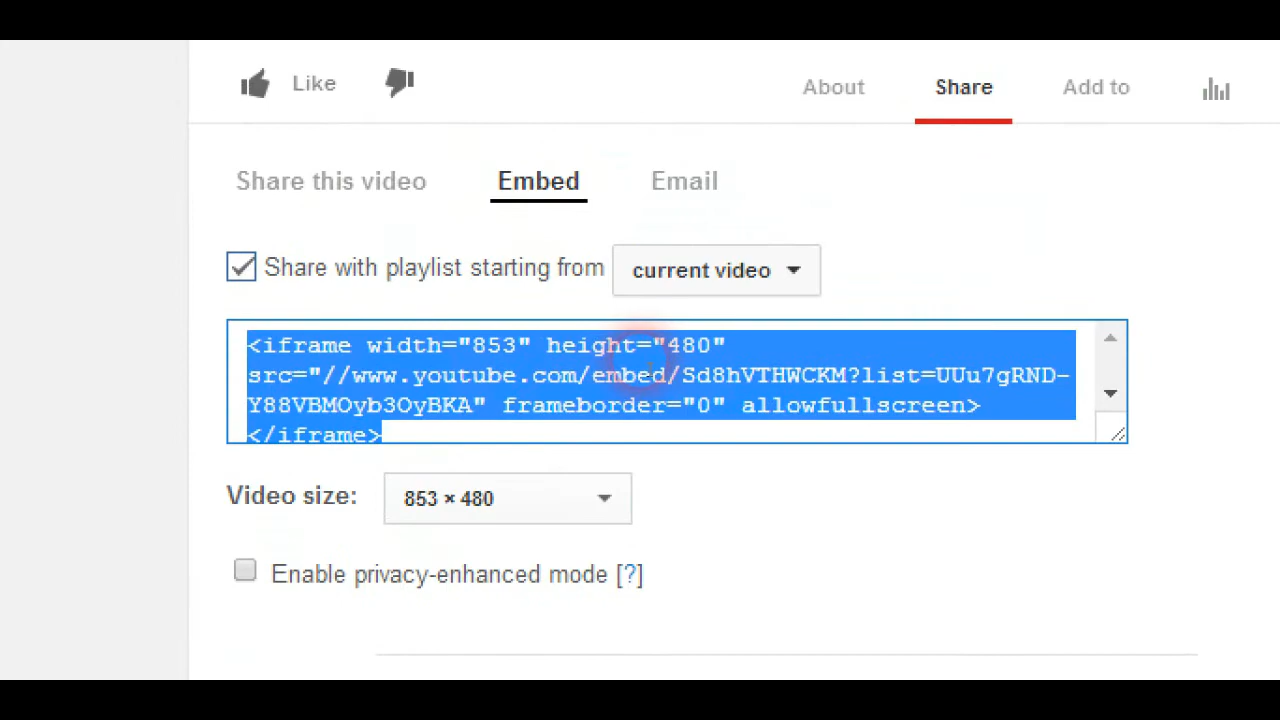 Like
About Share Add to
Share this video Embed Email
Share with playlist starting from current video
<iframe width="853" height="480"
src="//www.youtube.com/embed/Sd8hVTHWCKM?list=UUu7gRND-
Y88VBMOyb3OyBKA" frameborder="0" allowfullscreen>
</iframe>
Video size: 853 × 480
Enable privacy-enhanced mode [?]